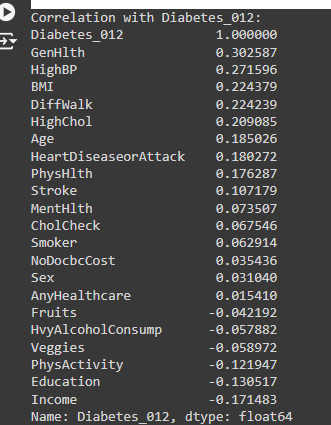 Correlation with Diabetes_012:
Diabetes_012 1.000000
GenHlth 0.302587
HighBP 0.271596
BMI 0.224379
DiffWalk 0.224239
HighChol 0.209085
Age 0.185026
HeartDiseaseorAttack 0.180272
PhysHlth 0.176287
Stroke 0.107179
MentHlth 0.073507
CholCheck 0.067546
Smoker 0.062914
NoDocbcCost 0.035436
Sex 0.031040
AnyHealthcare 0.015410
Fruits -0.042192
HvyAlcoholConsump -0.057882
Veggies -0.058972
PhysActivity -0.121947
Education -0.130517
Income -0.171483
Name: Diabetes_012, dtype: float64